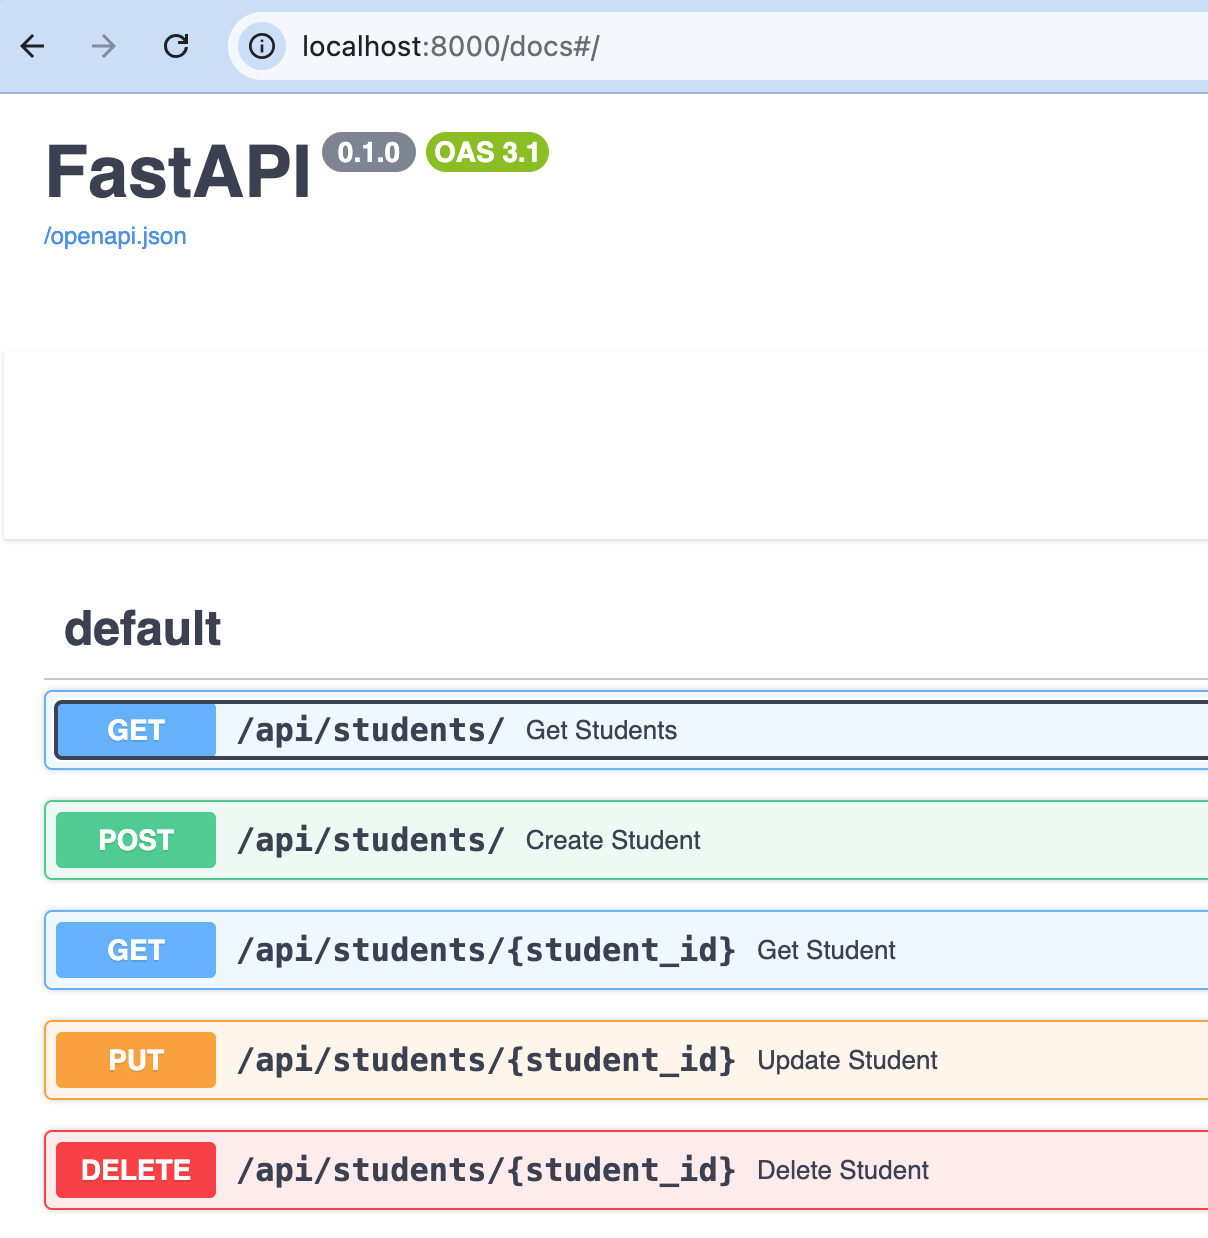 localhost:8000/docs#/
FastAPI 0.1.0 OAS 3.1
/openapi.json
default
GET /api/students/ Get Students
POST /api/students/ Create Student
GET /api/students/{student_id} Get Student
PUT /api/students/{student_id} Update Student
DELETE /api/students/{student_id} Delete Student